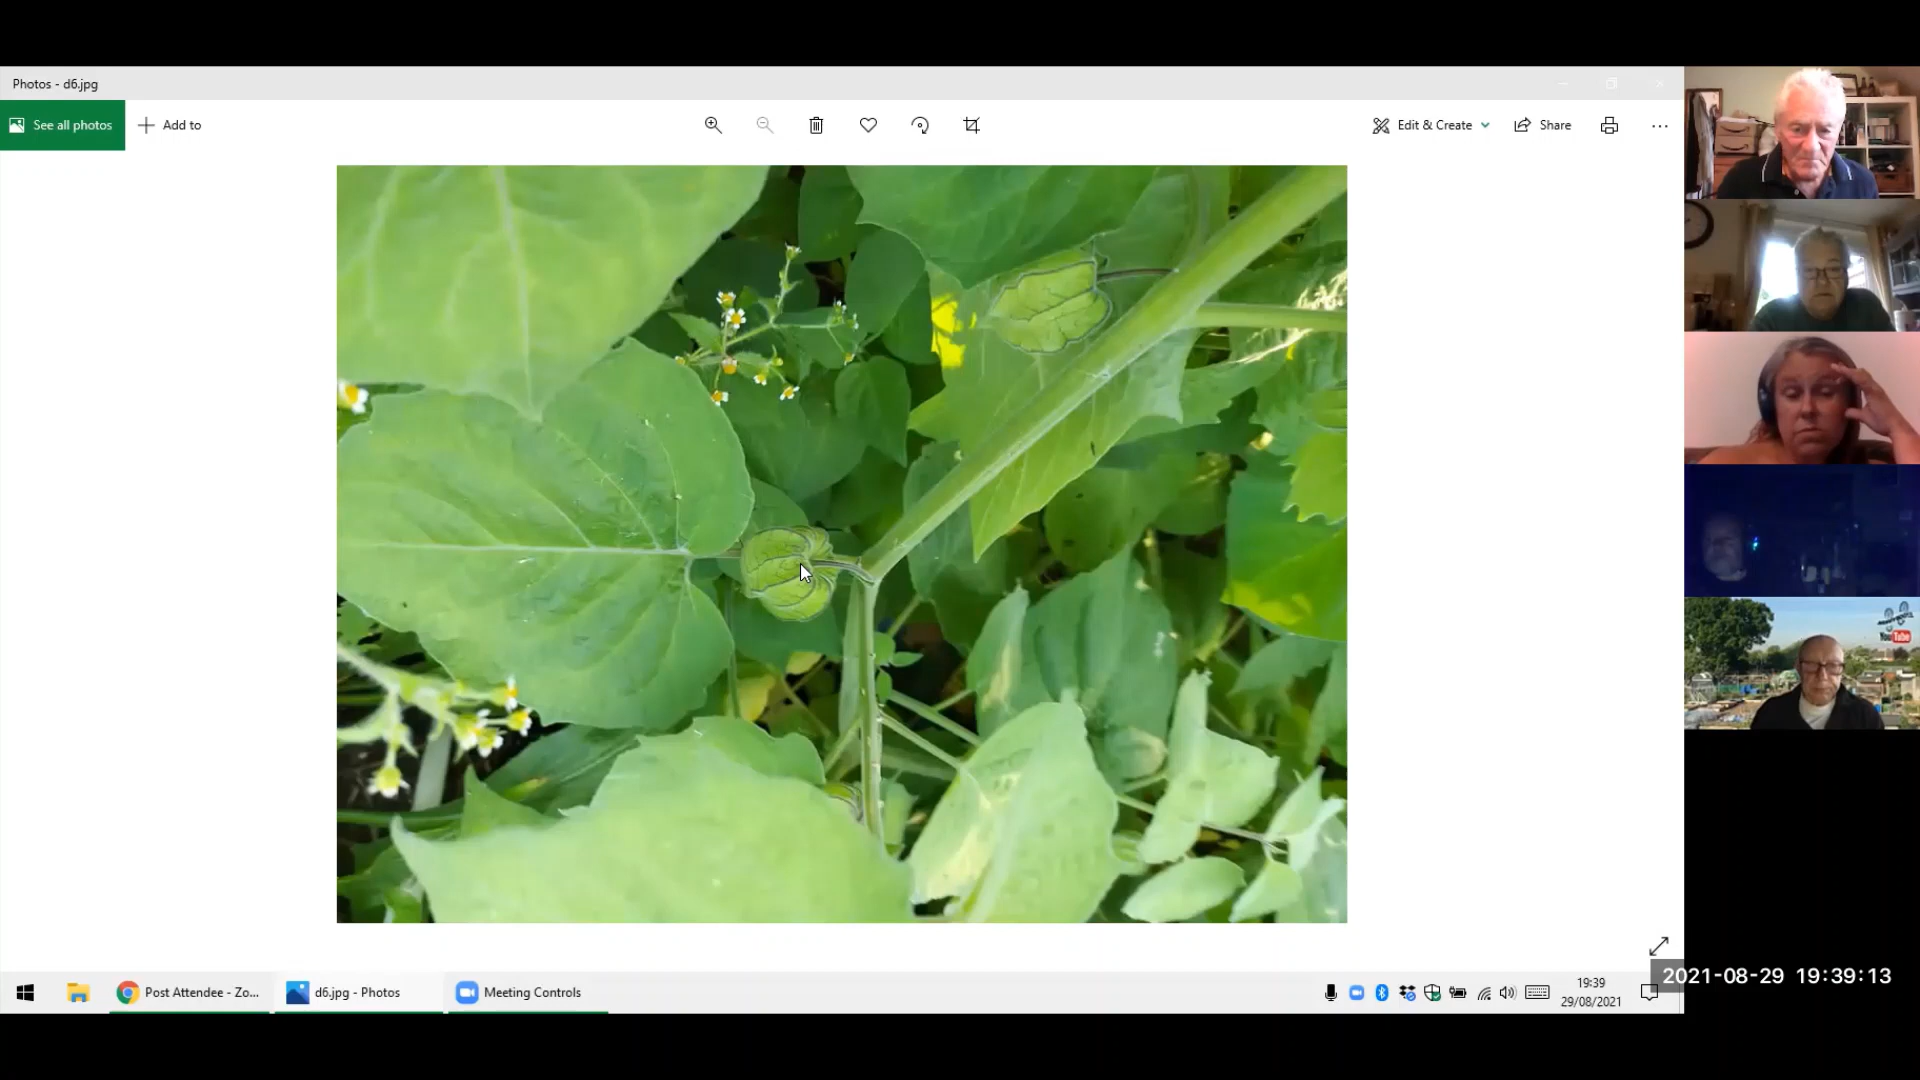 Photos - d6.jpg
See all photos
Add to
Edit & Create
Share
YouTube
Post Attendee - Zo...
d6.jpg - Photos
Meeting Controls
19:39
29/08/2021
2021-08-29 19:39:13